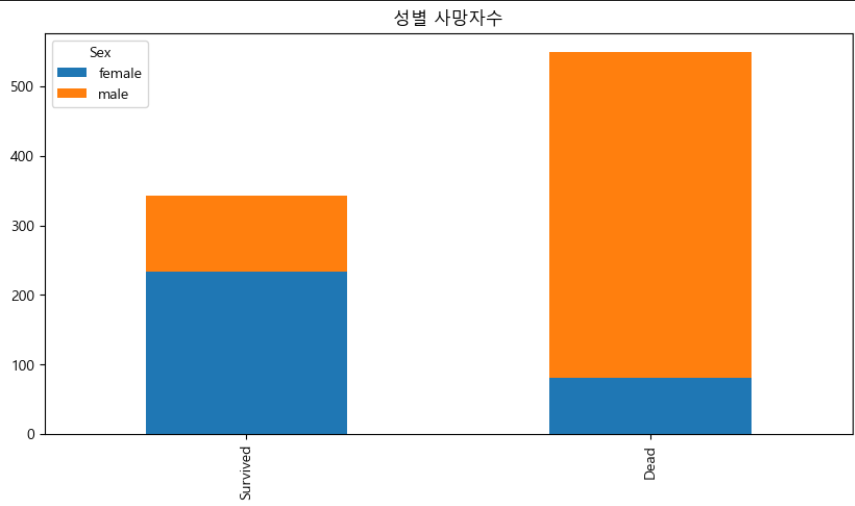 성별 사망자수
Sex
female
male
500
400
300
200
100
0
Survived
Dead